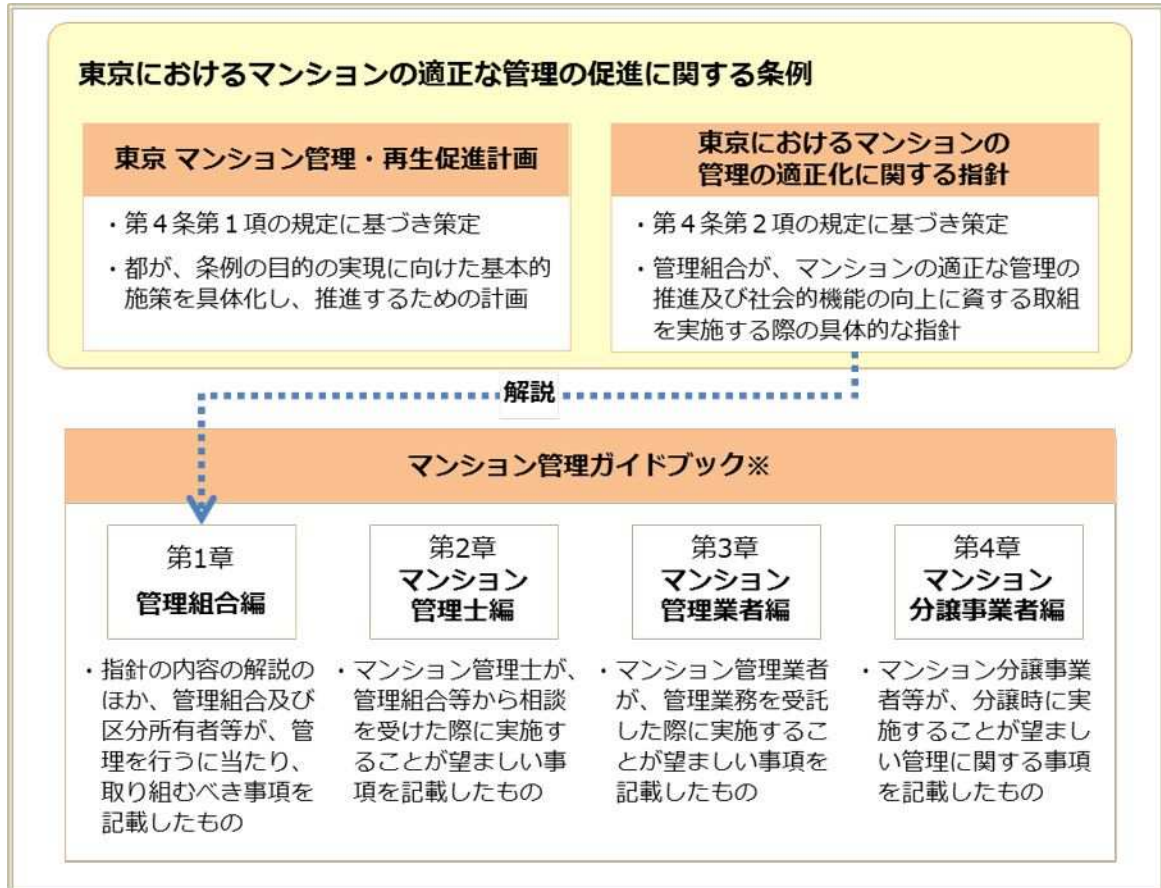 東京におけるマンションの適正な管理の促進に関する条例
東京 マンション管理・再生促進計画
・第４条第１項の規定に基づき策定
・都が、条例の目的の実現に向けた基本的
施策を具体化し、推進するための計画
東京におけるマンションの
管理の適正化に関する指針
・第４条第２項の規定に基づき策定
・管理組合が、マンションの適正な管理の
推進及び社会的機能の向上に資する取組
を実施する際の具体的な指針
解説
マンション管理ガイドブック※
第1章
管理組合編
・指針の内容の解説の
ほか、管理組合及び
区分所有者等が、管
理を行うに当たり、
取り組むべき事項を
記載したもの
第2章
マンション
管理士編
・マンション管理士が、
管理組合等から相談
を受けた際に実施す
ることが望ましい事
項を記載したもの
第3章
マンション
管理業者編
・マンション管理業者
が、管理業務を受託
した際に実施するこ
とが望ましい事項を
記載したもの
第4章
マンション
分譲事業者編
・マンション分譲事業
者等が、分譲時に実
施することが望まし
い管理に関する事項
を記載したもの